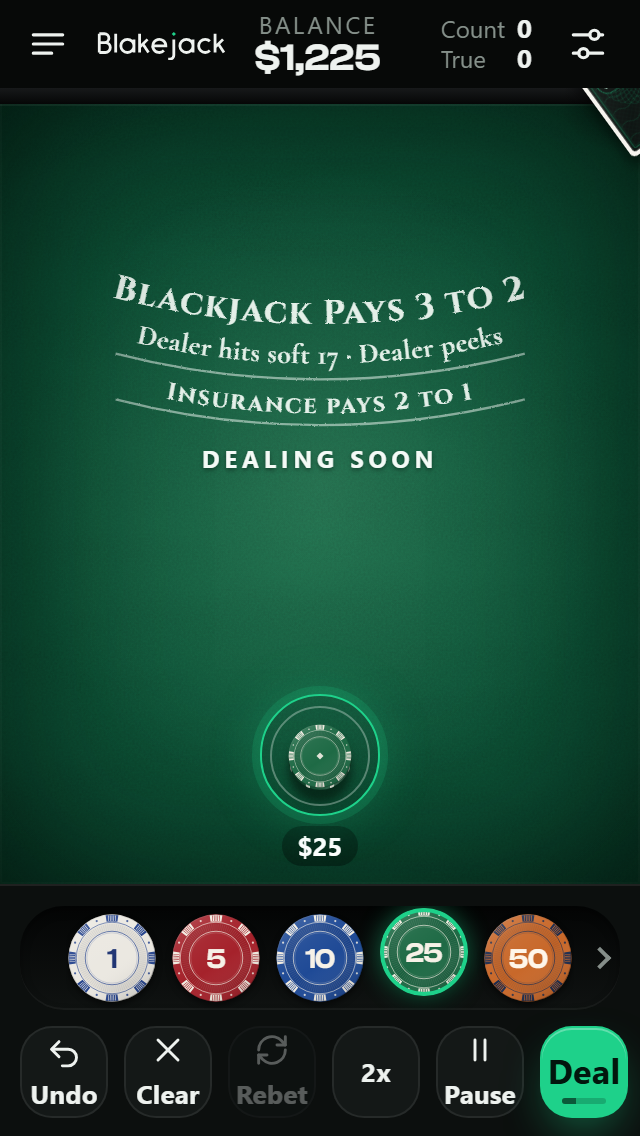 Blakejack
BALANCE
$1,225
Count 0
True 0
Blackjack Pays 3 to 2
Dealer hits soft 17 · Dealer peeks
Insurance pays 2 to 1
DEALING SOON
$25
1
5
10
25
50
Undo
Clear
Rebet
2x
Pause
Deal